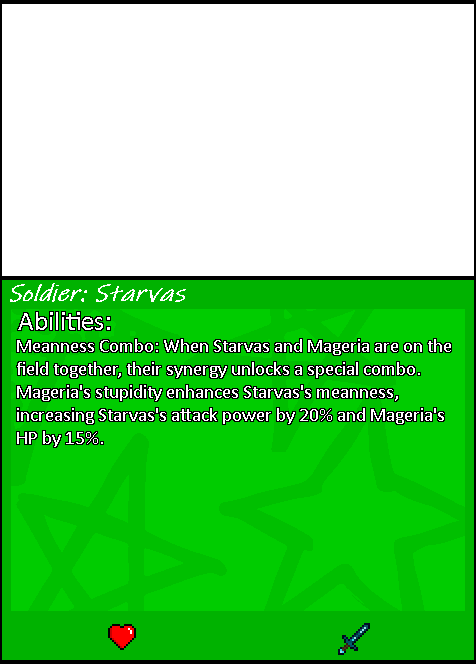 Soldier: Starvas
Abilities:
Meanness Combo: When Starvas and Mageria are on the
field together, their synergy unlocks a special combo.
Mageria's stupidity enhances Starvas's meanness,
increasing Starvas's attack power by 20% and Mageria's
HP by 15%.